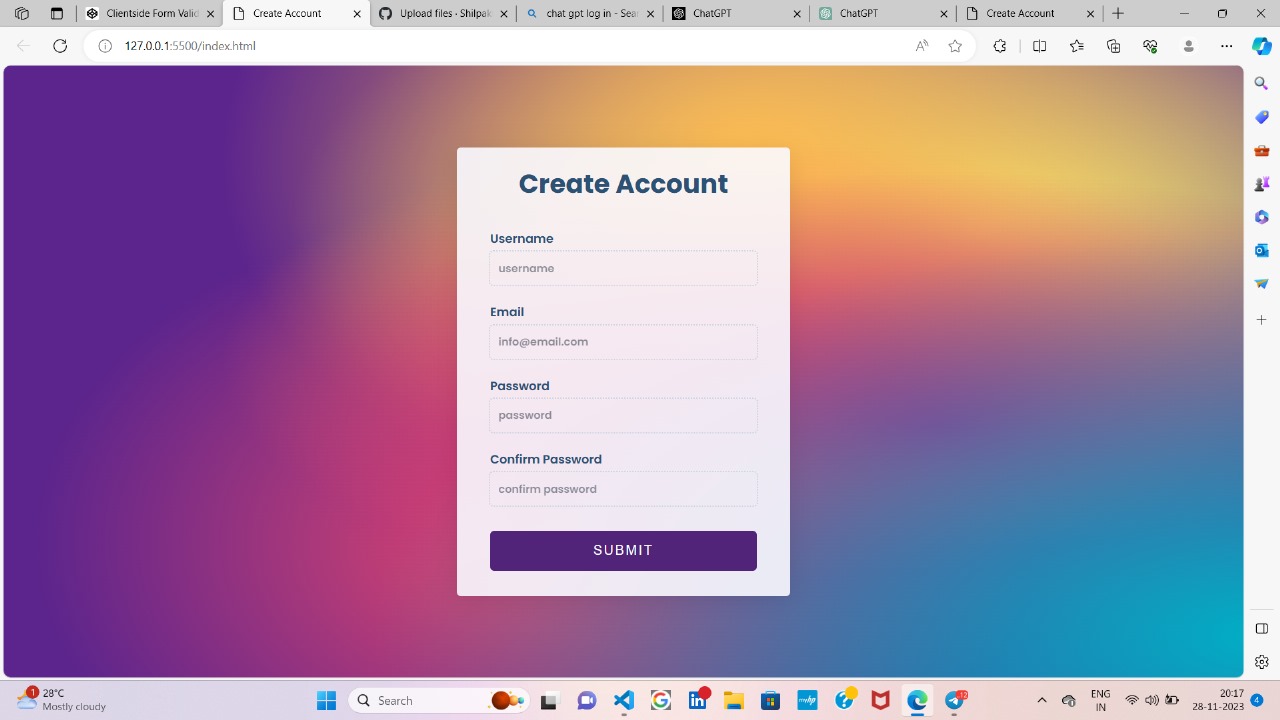 Clientside Form Valid
Create Account
Upload files · Shilpa
chat gpt log in - Sear
ChatGPT
ChatGPT
Create Account
127.0.0.1:5500/index.html
Create Account
Username
username
Email
info@email.com
Password
password
Confirm Password
confirm password
SUBMIT
1
28°C
Mostly cloudy
Search
myhp
12
ENG
IN
20:17
28-11-2023
4